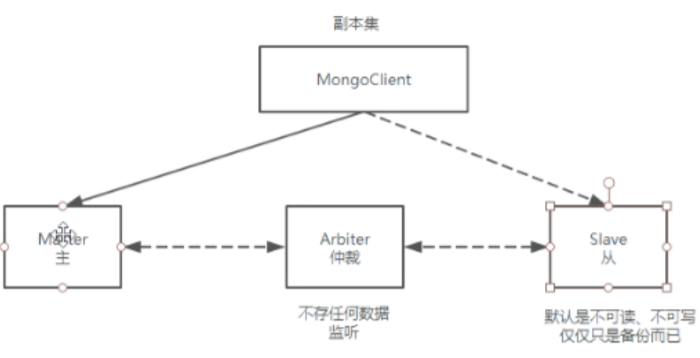 副本集
MongoClient
Master
主
Arbiter
仲裁
Slave
从
不存任何数据
监听
默认是不可读、不可写
仅仅只是备份而已